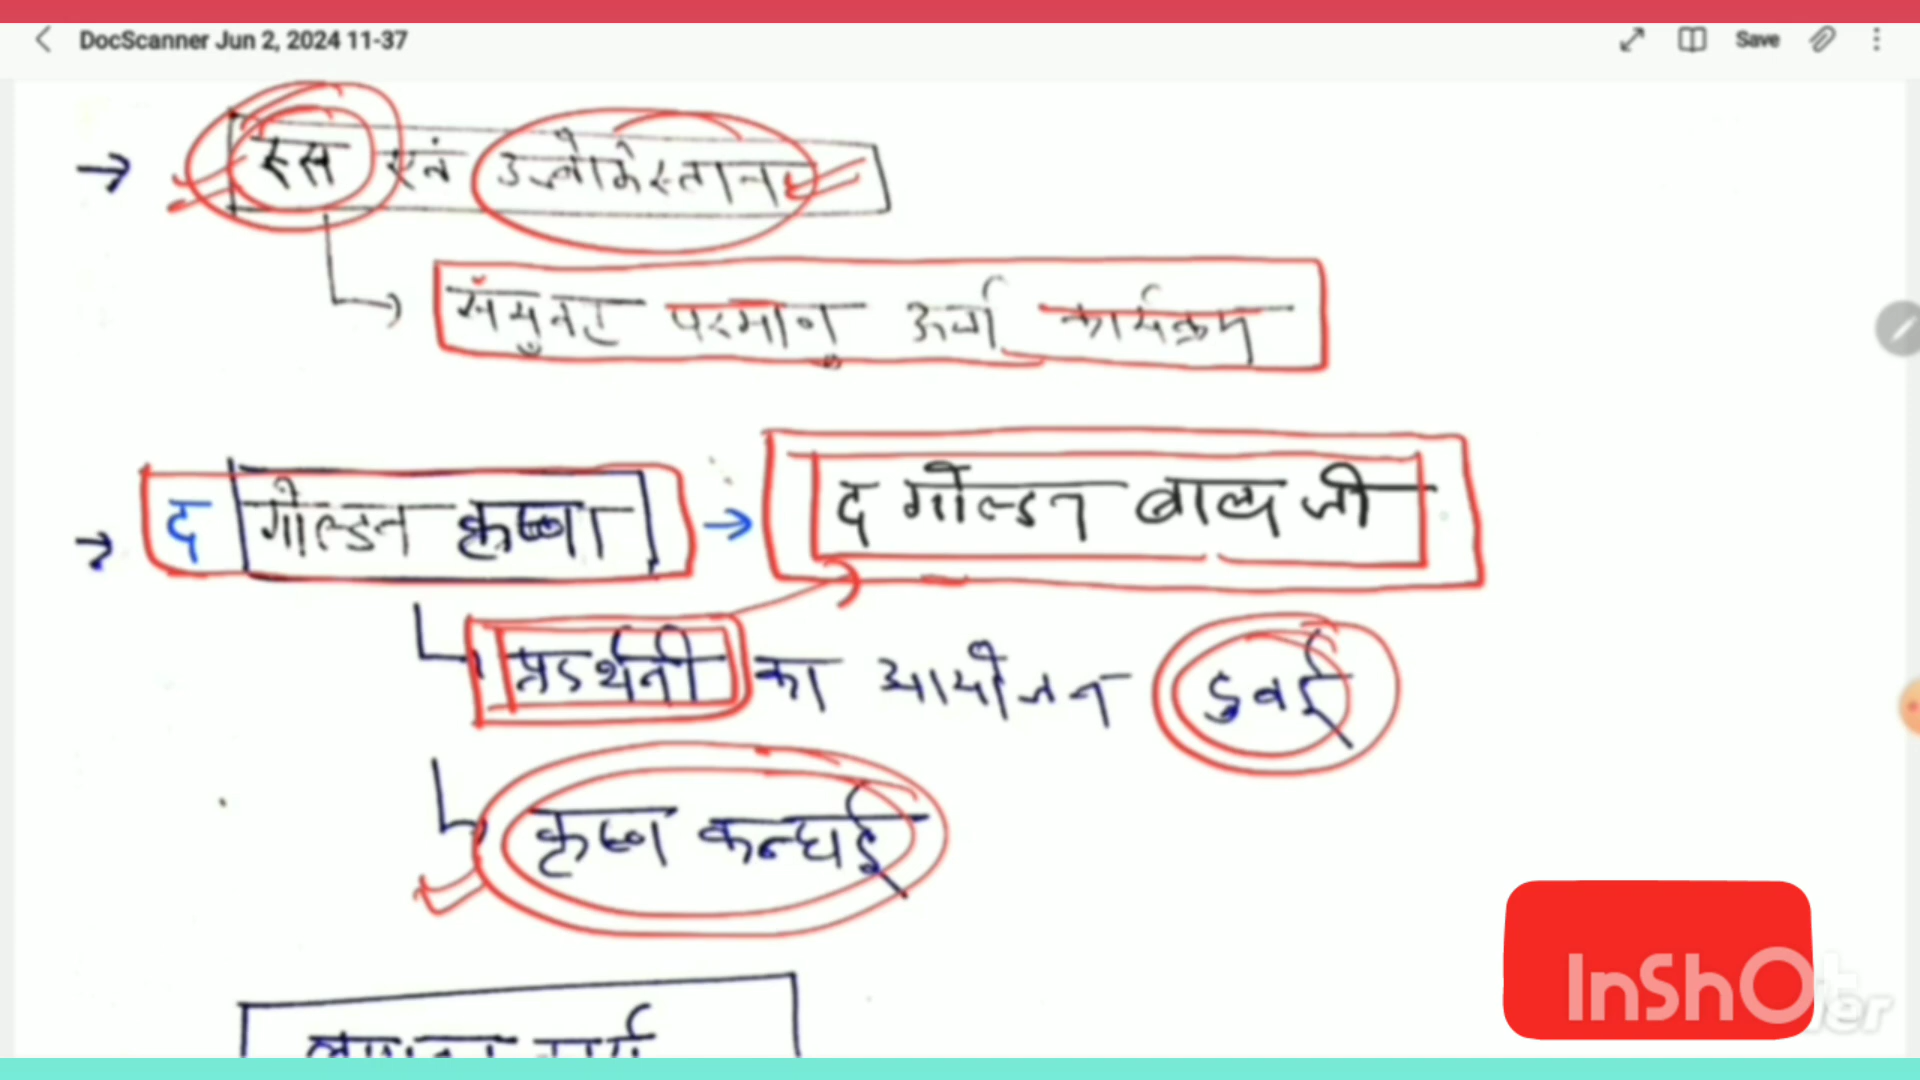 DocScanner Jun 2, 2024 11-37
Save
→ रुस एवं उज्बेकिस्तान
संयुक्त परमाणु ऊर्जा कार्यक्रम
→ द गोल्डन कृष्णा → द गोल्डन बाल्य जी
प्रदर्शनी का आयोजन दुबई
कृष्ण कन्हाई
InShOt